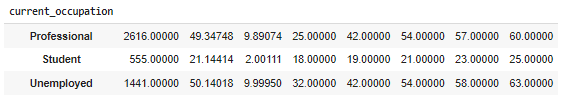 current_occupation
Professional 2616.00000 49.34748 9.89074 25.00000 42.00000 54.00000 57.00000 60.00000
Student 555.00000 21.14414 2.00111 18.00000 19.00000 21.00000 23.00000 25.00000
Unemployed 1441.00000 50.14018 9.99950 32.00000 42.00000 54.00000 58.00000 63.00000